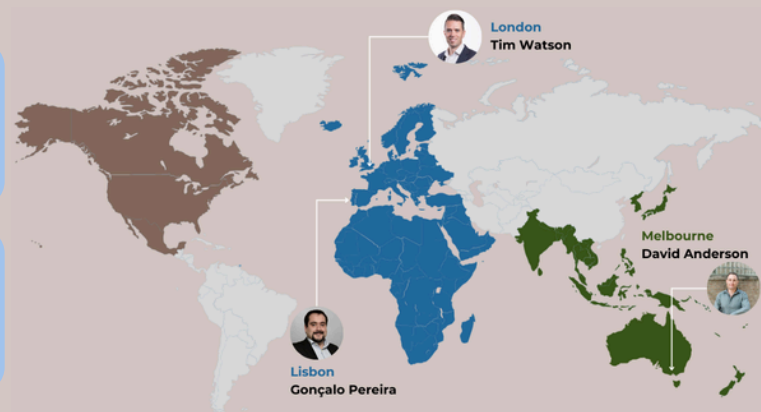 London
Tim Watson
Melbourne
David Anderson
Lisbon
Gonçalo Pereira